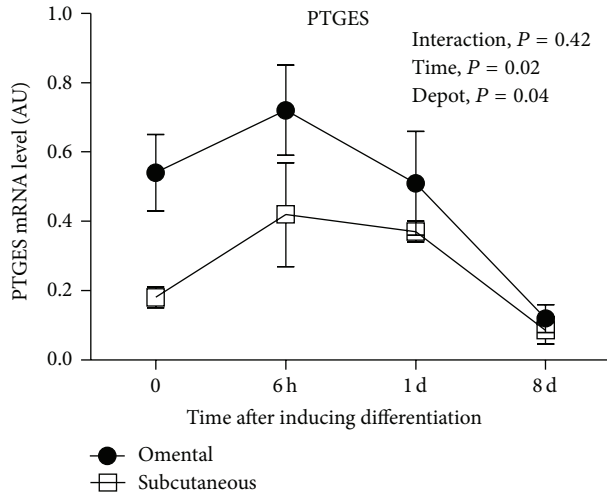 PTGES
Interaction, P = 0.42
Time, P = 0.02
Depot, P = 0.04
PTGES mRNA level (AU)
1.0
0.8
0.6
0.4
0.2
0.0
0 6 h 1 d 8 d
Time after inducing differentiation
Omental
Subcutaneous